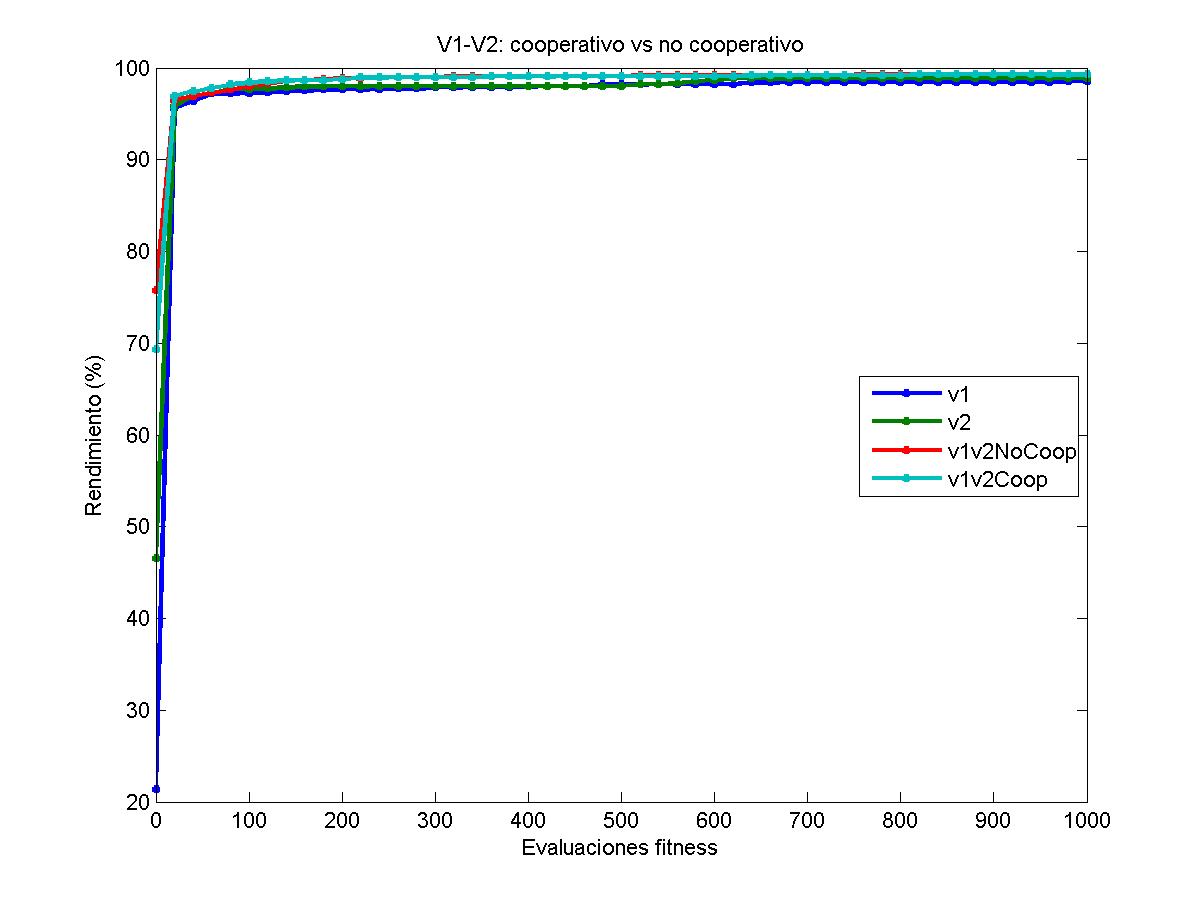 V1-V2: cooperativo vs no cooperativo
100
90
80
70
60
50
40
30
20
Rendimiento (%)
v1
v2
v1v2NoCoop
v1v2Coop
0 100 200 300 400 500 600 700 800 900 1000
Evaluaciones fitness